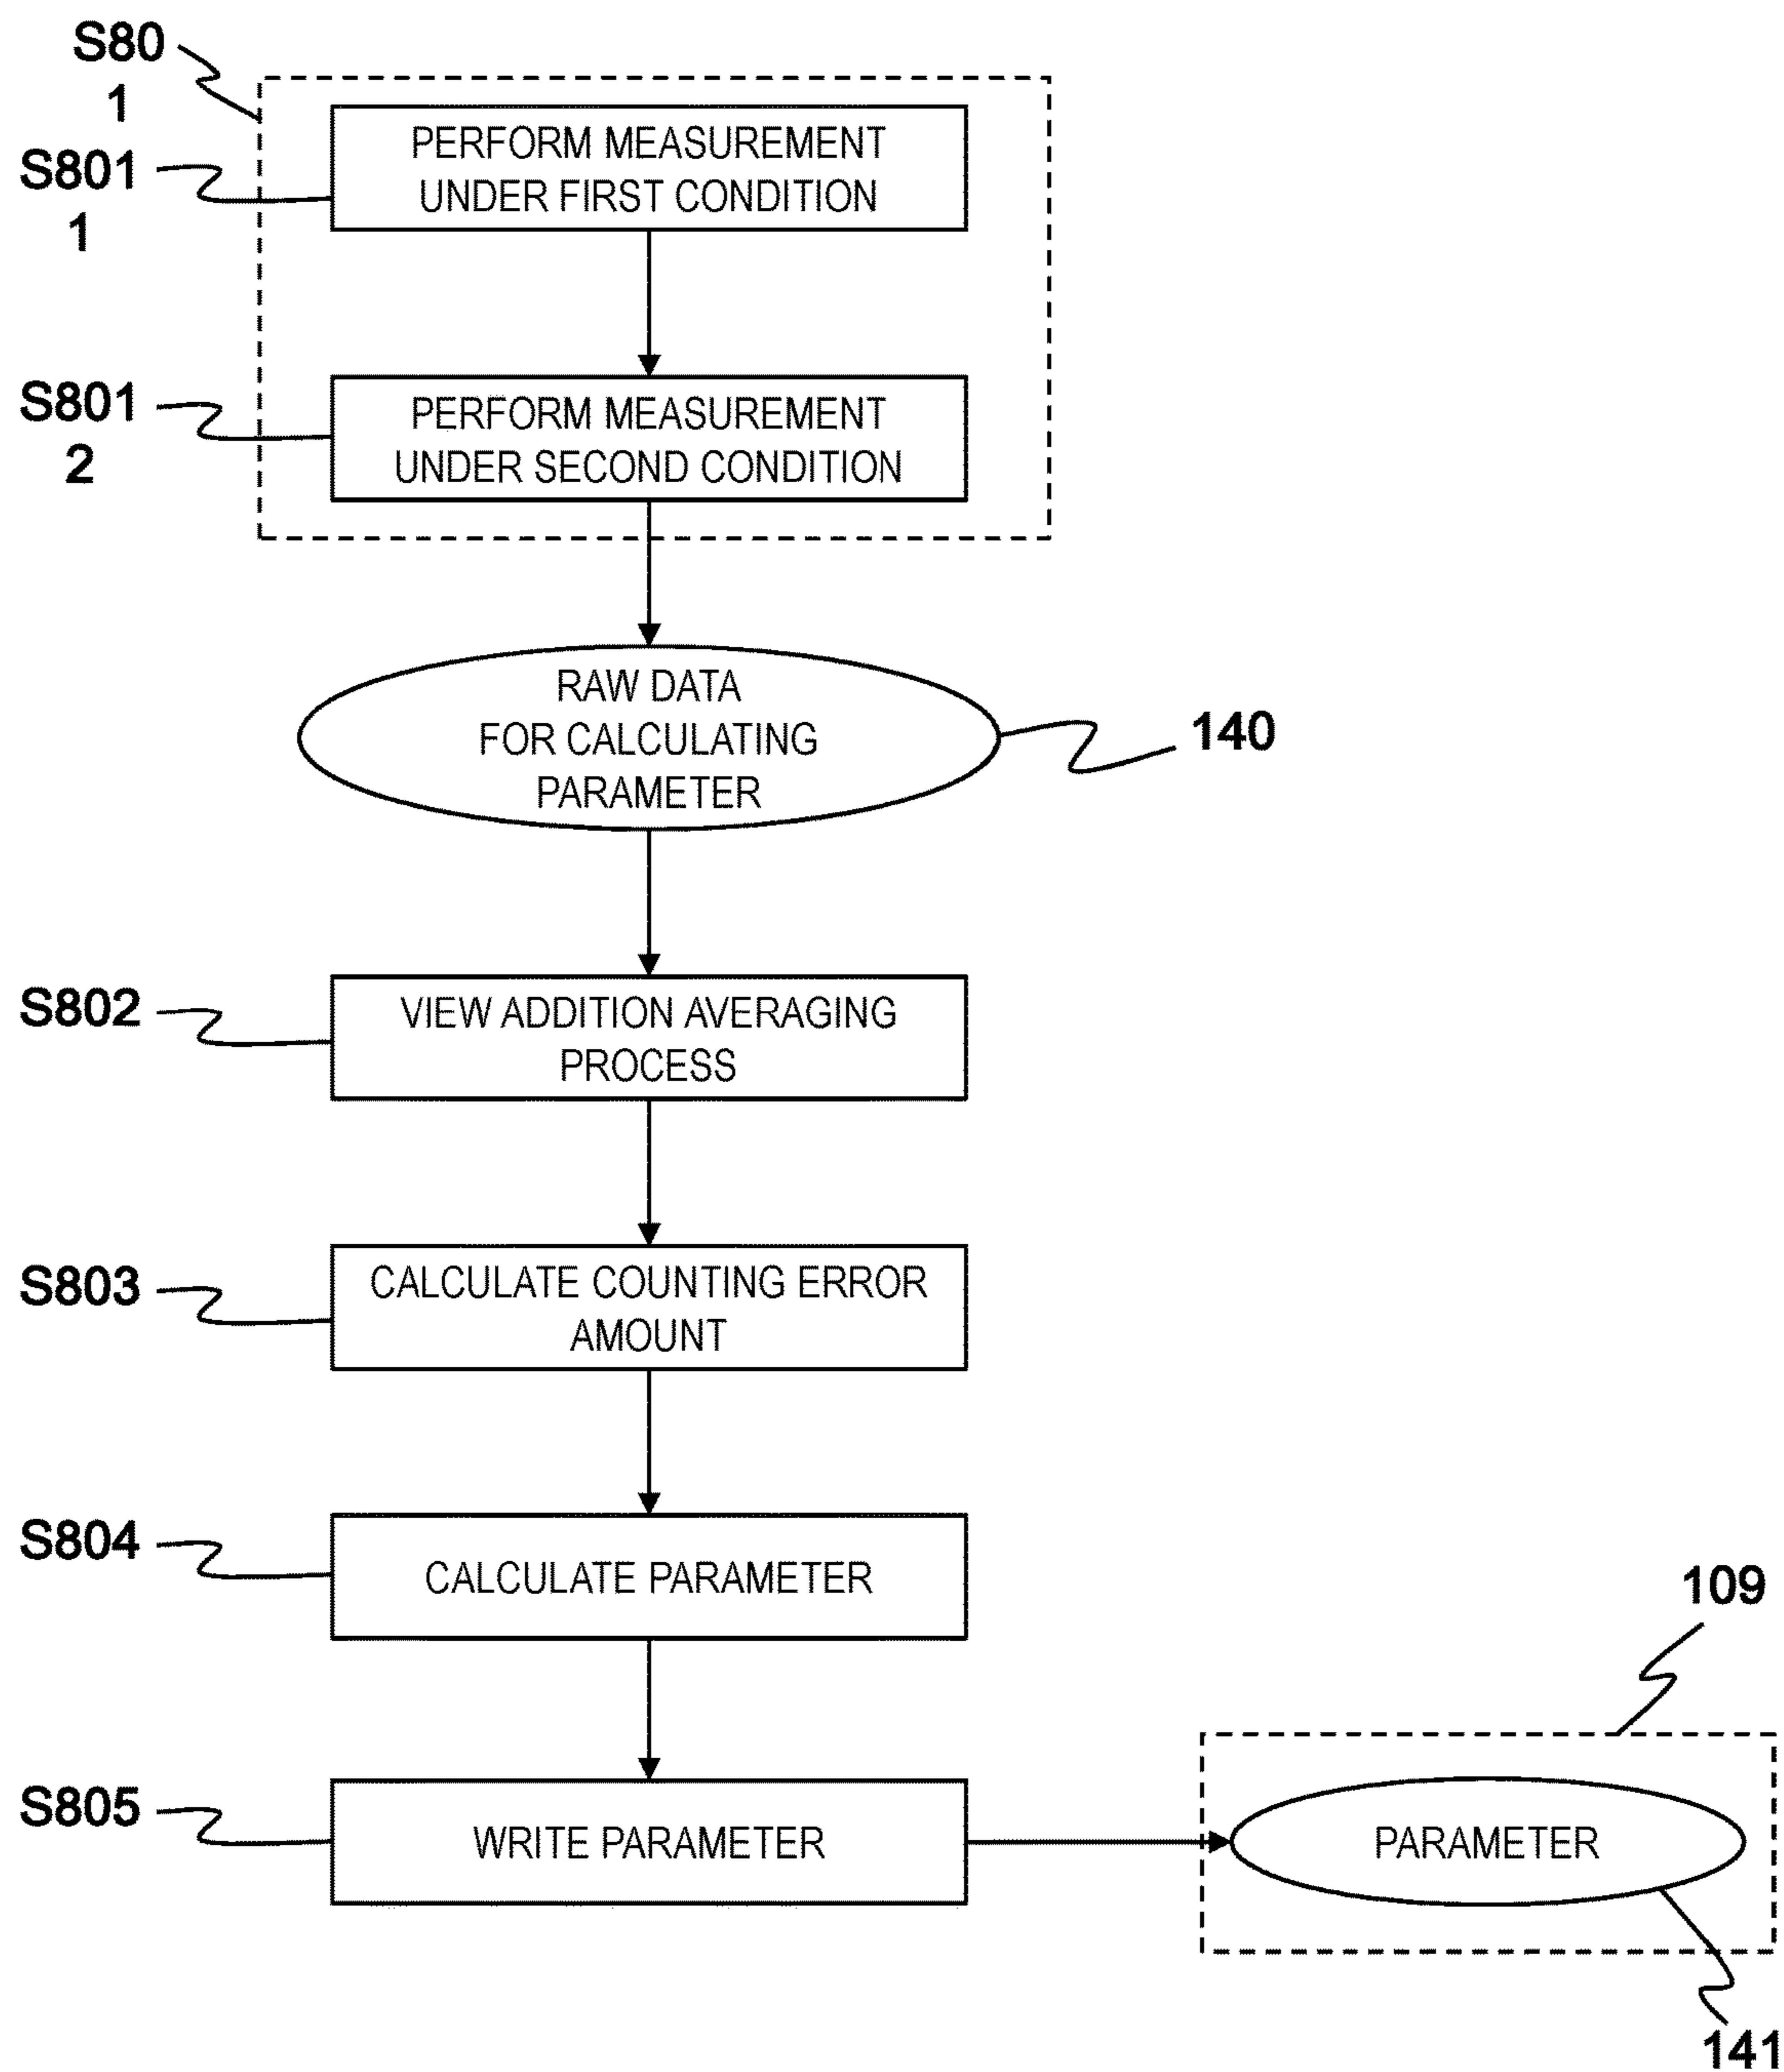 S80
1
PERFORM MEASUREMENT
UNDER FIRST CONDITION
S801
1
PERFORM MEASUREMENT
UNDER SECOND CONDITION
S801
2
RAW DATA
FOR CALCULATING
PARAMETER
140
S802
VIEW ADDITION AVERAGING
PROCESS
S803
CALCULATE COUNTING ERROR
AMOUNT
S804
CALCULATE PARAMETER
109
S805
WRITE PARAMETER
PARAMETER
141